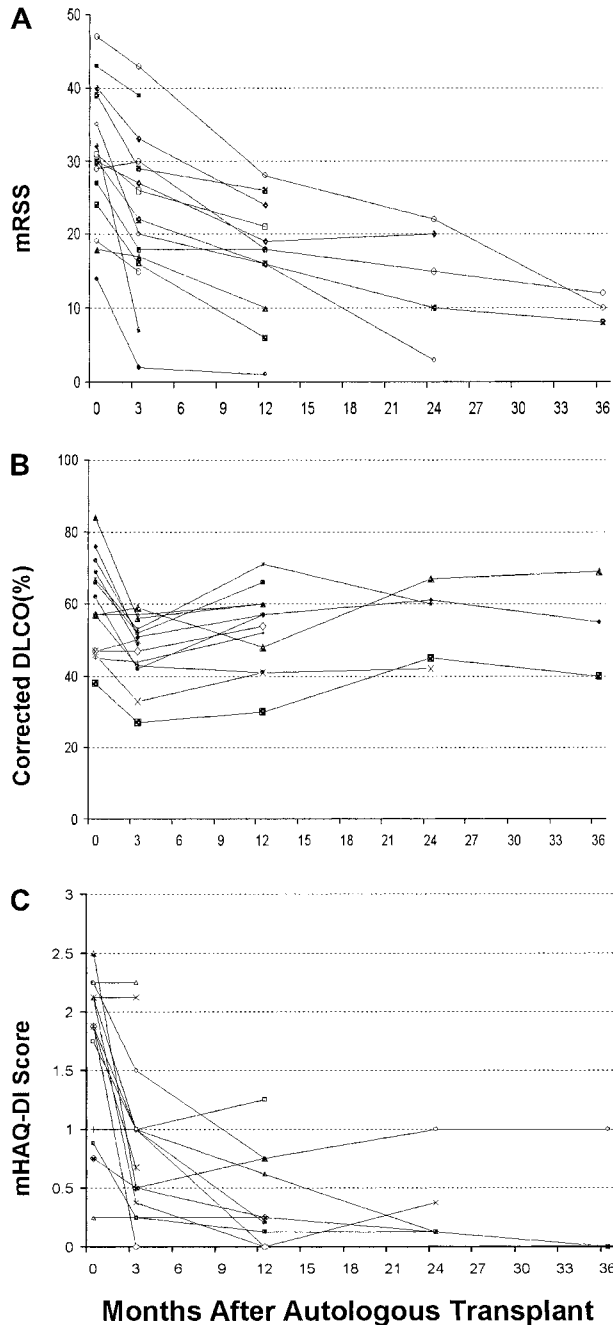 A
mRSS
50
40
30
20
10
0
0 3 6 9 12 15 18 21 24 27 30 33 36
B
Corrected DLCO(%)
100
80
60
40
20
0
0 3 6 9 12 15 18 21 24 27 30 33 36
C
mHAQ-DI Score
3
2.5
2
1.5
1
0.5
0
0 3 6 9 12 15 18 21 24 27 30 33 36
Months After Autologous Transplant